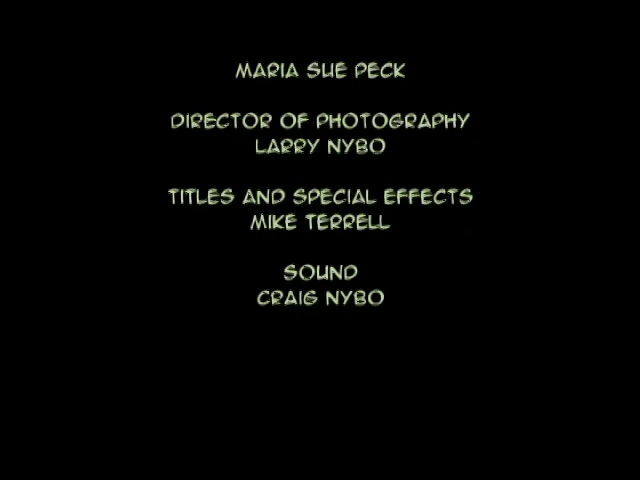 MARIA SUE PECK
DIRECTOR OF PHOTOGRAPHY
LARRY NYBO
TITLES AND SPECIAL EFFECTS
MIKE TERRELL
SOUND
CRAIG NYBO